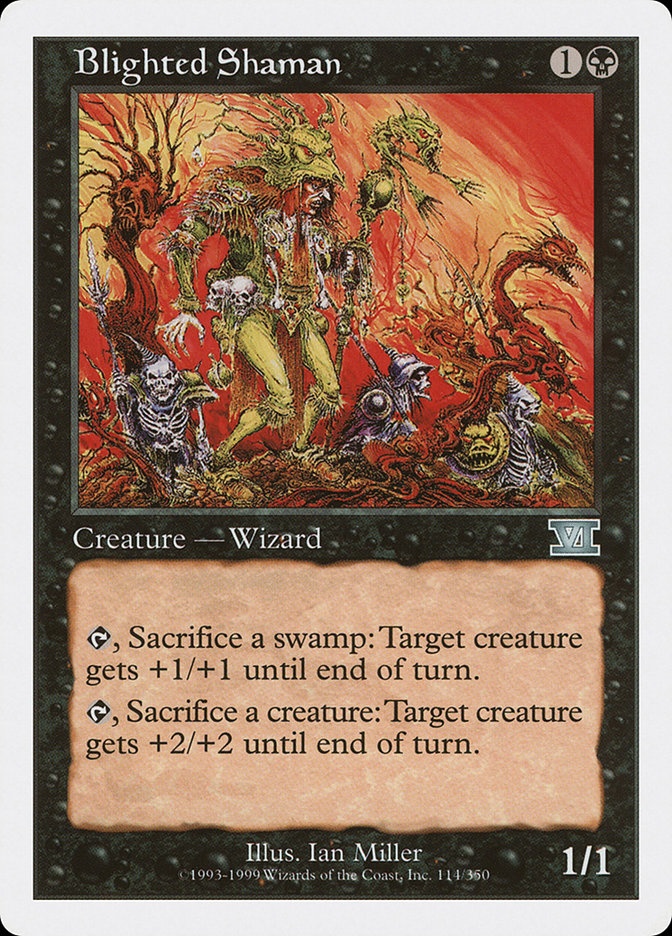 Blighted Shaman 1
Creature — Wizard VI
, Sacrifice a swamp: Target creature
gets +1/+1 until end of turn.
, Sacrifice a creature: Target creature
gets +2/+2 until end of turn.
Illus. Ian Miller
©1993-1999 Wizards of the Coast, Inc. 114/350
1/1